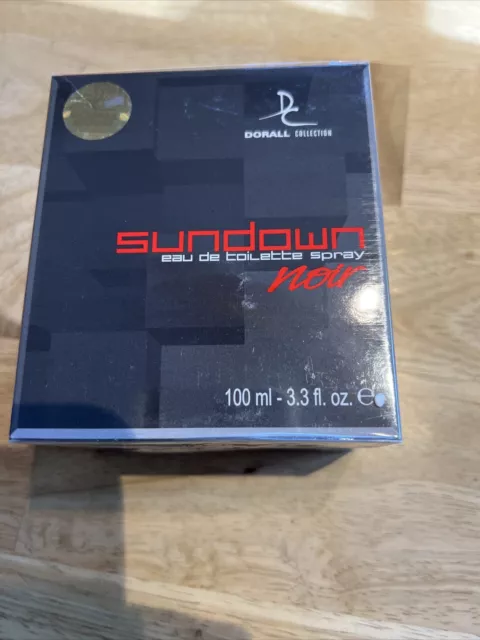 DC
DORALL COLLECTION
sundown
eau de toilette spray
noir
100 ml - 3.3 fl. oz. ℮